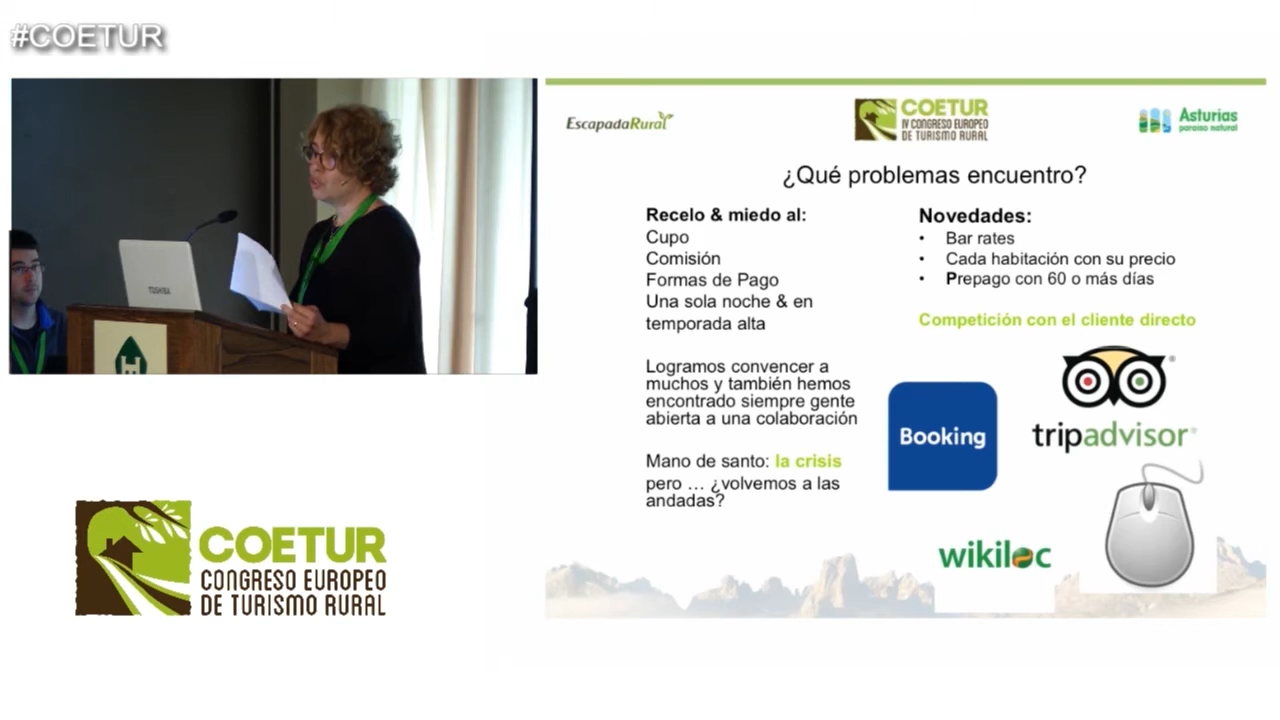 #COETUR
TOSHIBA
COETUR
CONGRESO EUROPEO
DE TURISMO RURAL
EscapadaRural
COETUR
IV CONGRESO EUROPEO
DE TURISMO RURAL
Asturias
paraíso natural
¿Qué problemas encuentro?
Recelo & miedo al:
Cupo
Comisión
Formas de Pago
Una sola noche & en
temporada alta
Logramos convencer a
muchos y también hemos
encontrado siempre gente
abierta a una colaboración
Mano de santo: la crisis
pero … ¿volvemos a las
andadas?
Novedades:
• Bar rates
• Cada habitación con su precio
• Prepago con 60 o más días
Competición con el cliente directo
Booking
tripadvisor®
wikiloc